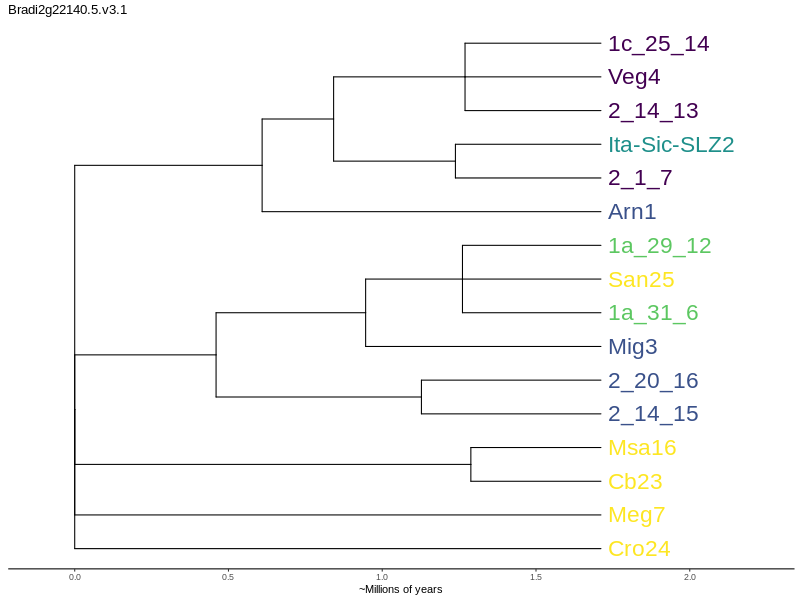 Bradi2g22140.5.v3.1
1c_25_14
Veg4
2_14_13
Ita-Sic-SLZ2
2_1_7
Arn1
1a_29_12
San25
1a_31_6
Mig3
2_20_16
2_14_15
Msa16
Cb23
Meg7
Cro24
0.0 0.5 1.0 1.5 2.0
~Millions of years